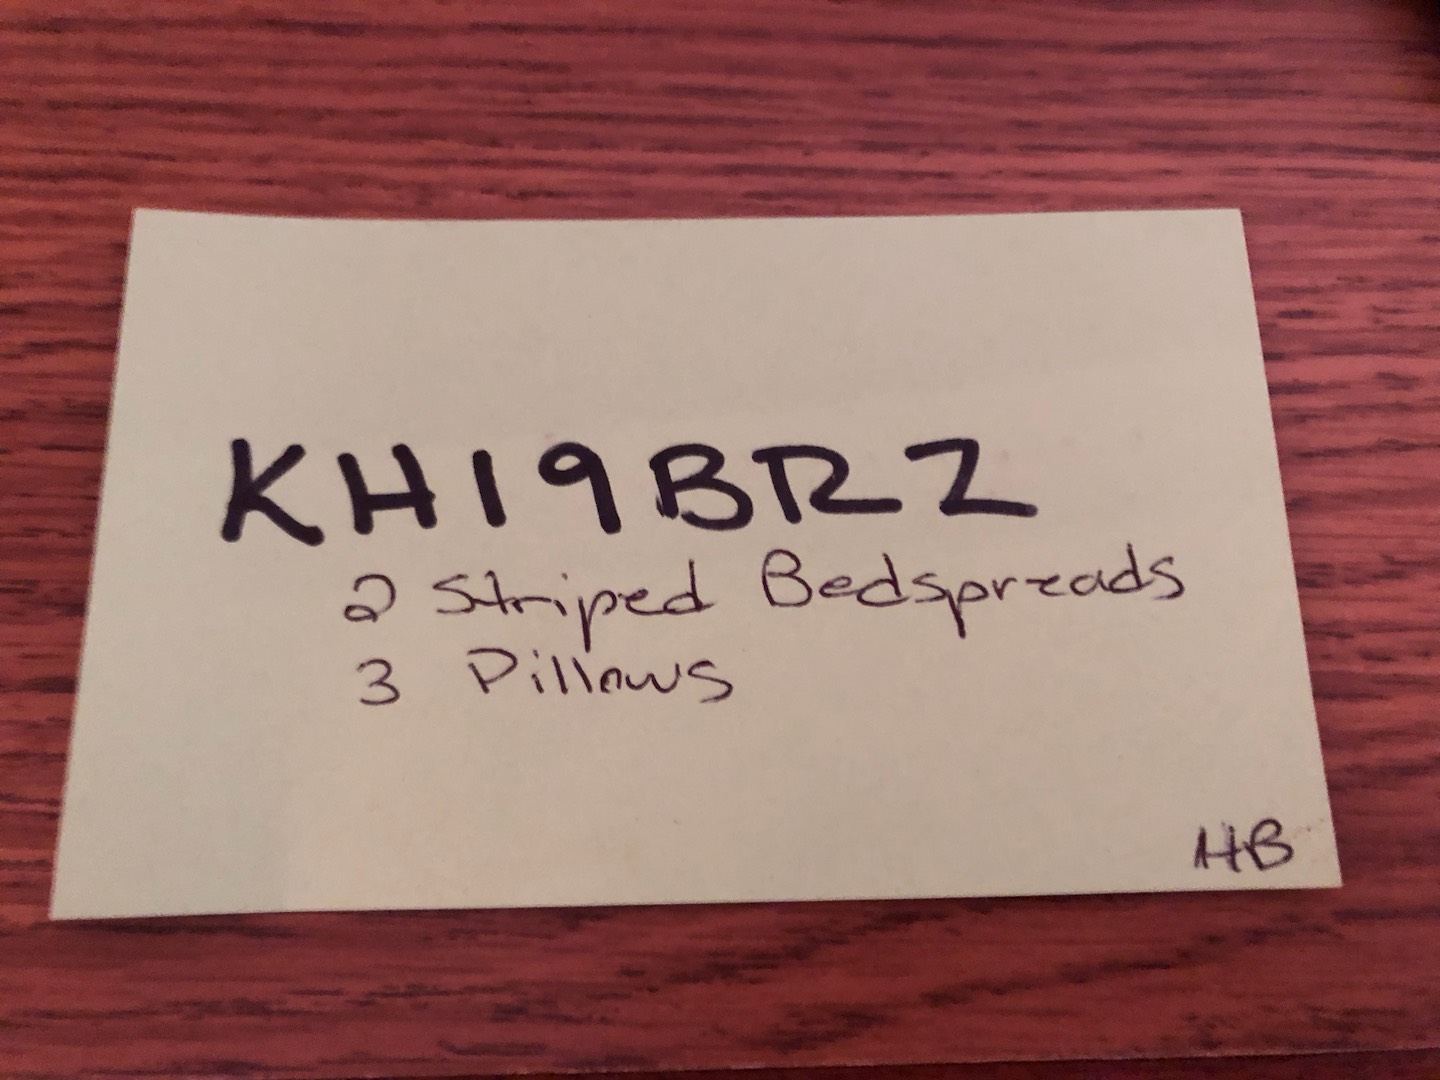 KH19BRZ
2 Striped Bedspreads
3 Pillows
HB